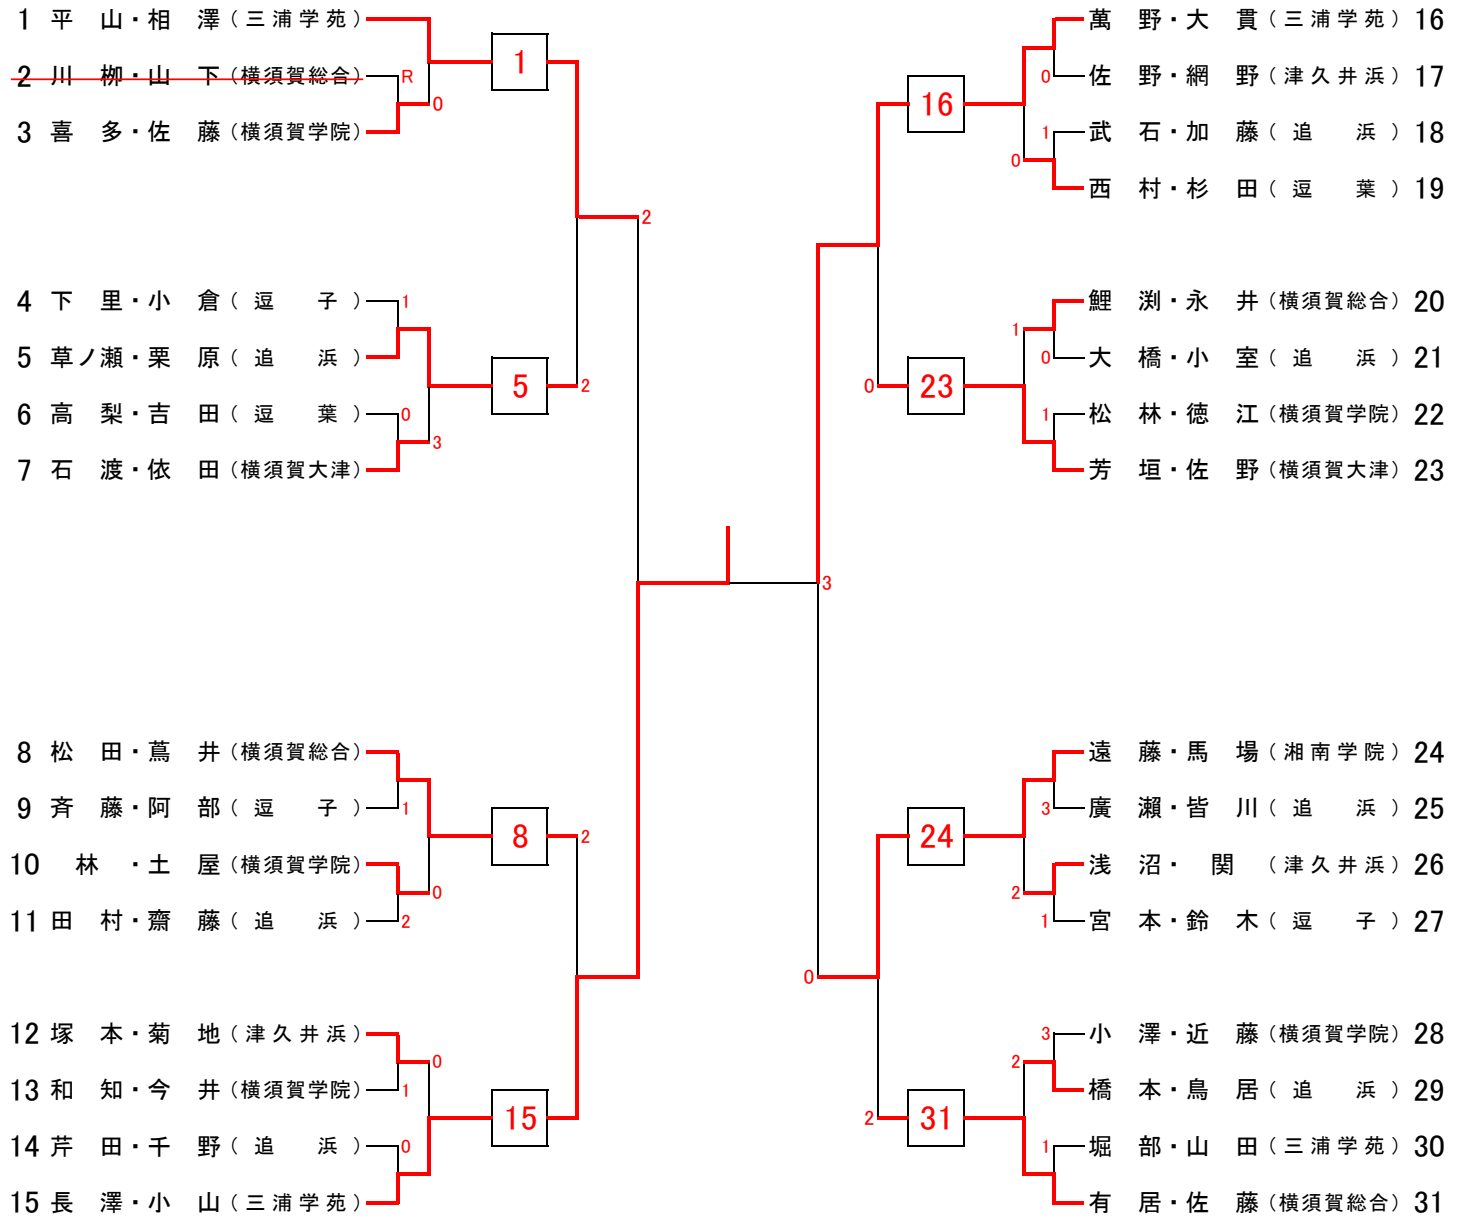 1 平 山・相 澤（三浦学苑）
1
2 川 栁・山 下（横須賀総合）
R
0
3 喜 多・佐 藤（横須賀学院）
2
4 下 里・小 倉（逗 子）
1
5 草ノ瀬・栗 原（追 浜）
5
2
6 高 梨・吉 田（逗 葉）
0
3
7 石 渡・依 田（横須賀大津）
8 松 田・蔦 井（横須賀総合）
9 斉 藤・阿 部（逗 子）
1
8
2
10 林 ・土 屋（横須賀学院）
0
11 田 村・齋 藤（追 浜）
2
12 塚 本・菊 地（津久井浜）
0
13 和 知・今 井（横須賀学院）
1
15
14 芹 田・千 野（追 浜）
0
15 長 澤・小 山（三浦学苑）
萬 野・大 貫（三浦学苑）16
0
佐 野・網 野（津久井浜）17
16
1
武 石・加 藤（追 浜）18
0
西 村・杉 田（逗 葉）19
鯉 渕・永 井（横須賀総合）20
1
0
大 橋・小 室（追 浜）21
0
23
1
松 林・徳 江（横須賀学院）22
芳 垣・佐 野（横須賀大津）23
3
遠 藤・馬 場（湘南学院）24
3
廣 瀬・皆 川（追 浜）25
24
浅 沼・ 関 （津久井浜）26
2
1
宮 本・鈴 木（逗 子）27
0
3
小 澤・近 藤（横須賀学院）28
2
橋 本・鳥 居（追 浜）29
2
31
1
堀 部・山 田（三浦学苑）30
有 居・佐 藤（横須賀総合）31